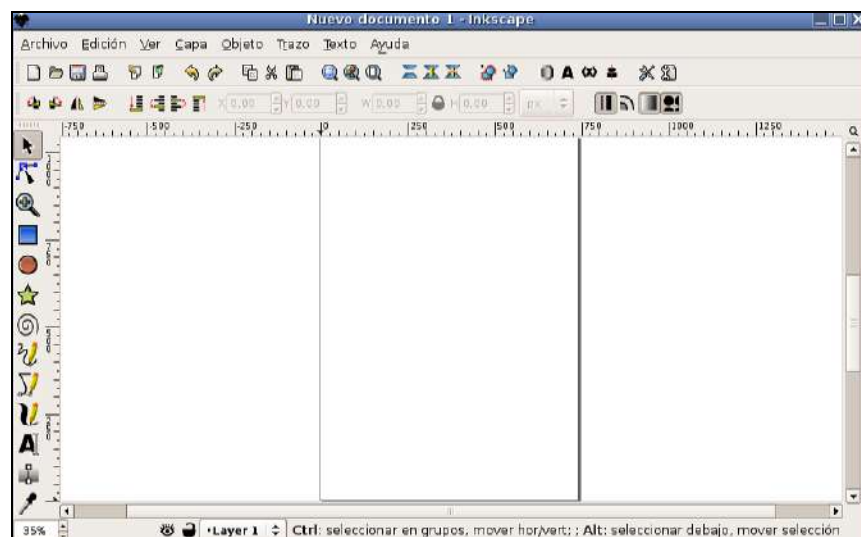 Nuevo documento 1 - Inkscape
Archivo Edición Ver Capa Objeto Trazo Texto Ayuda
X 0,00 Y 0,00 W 0,00 H 0,00 px
-750 -500 -250 0 250 500 750 1000 1250
35% •Layer 1 Ctrl: seleccionar en grupos, mover hor/vert; ; Alt: seleccionar debajo, mover selección